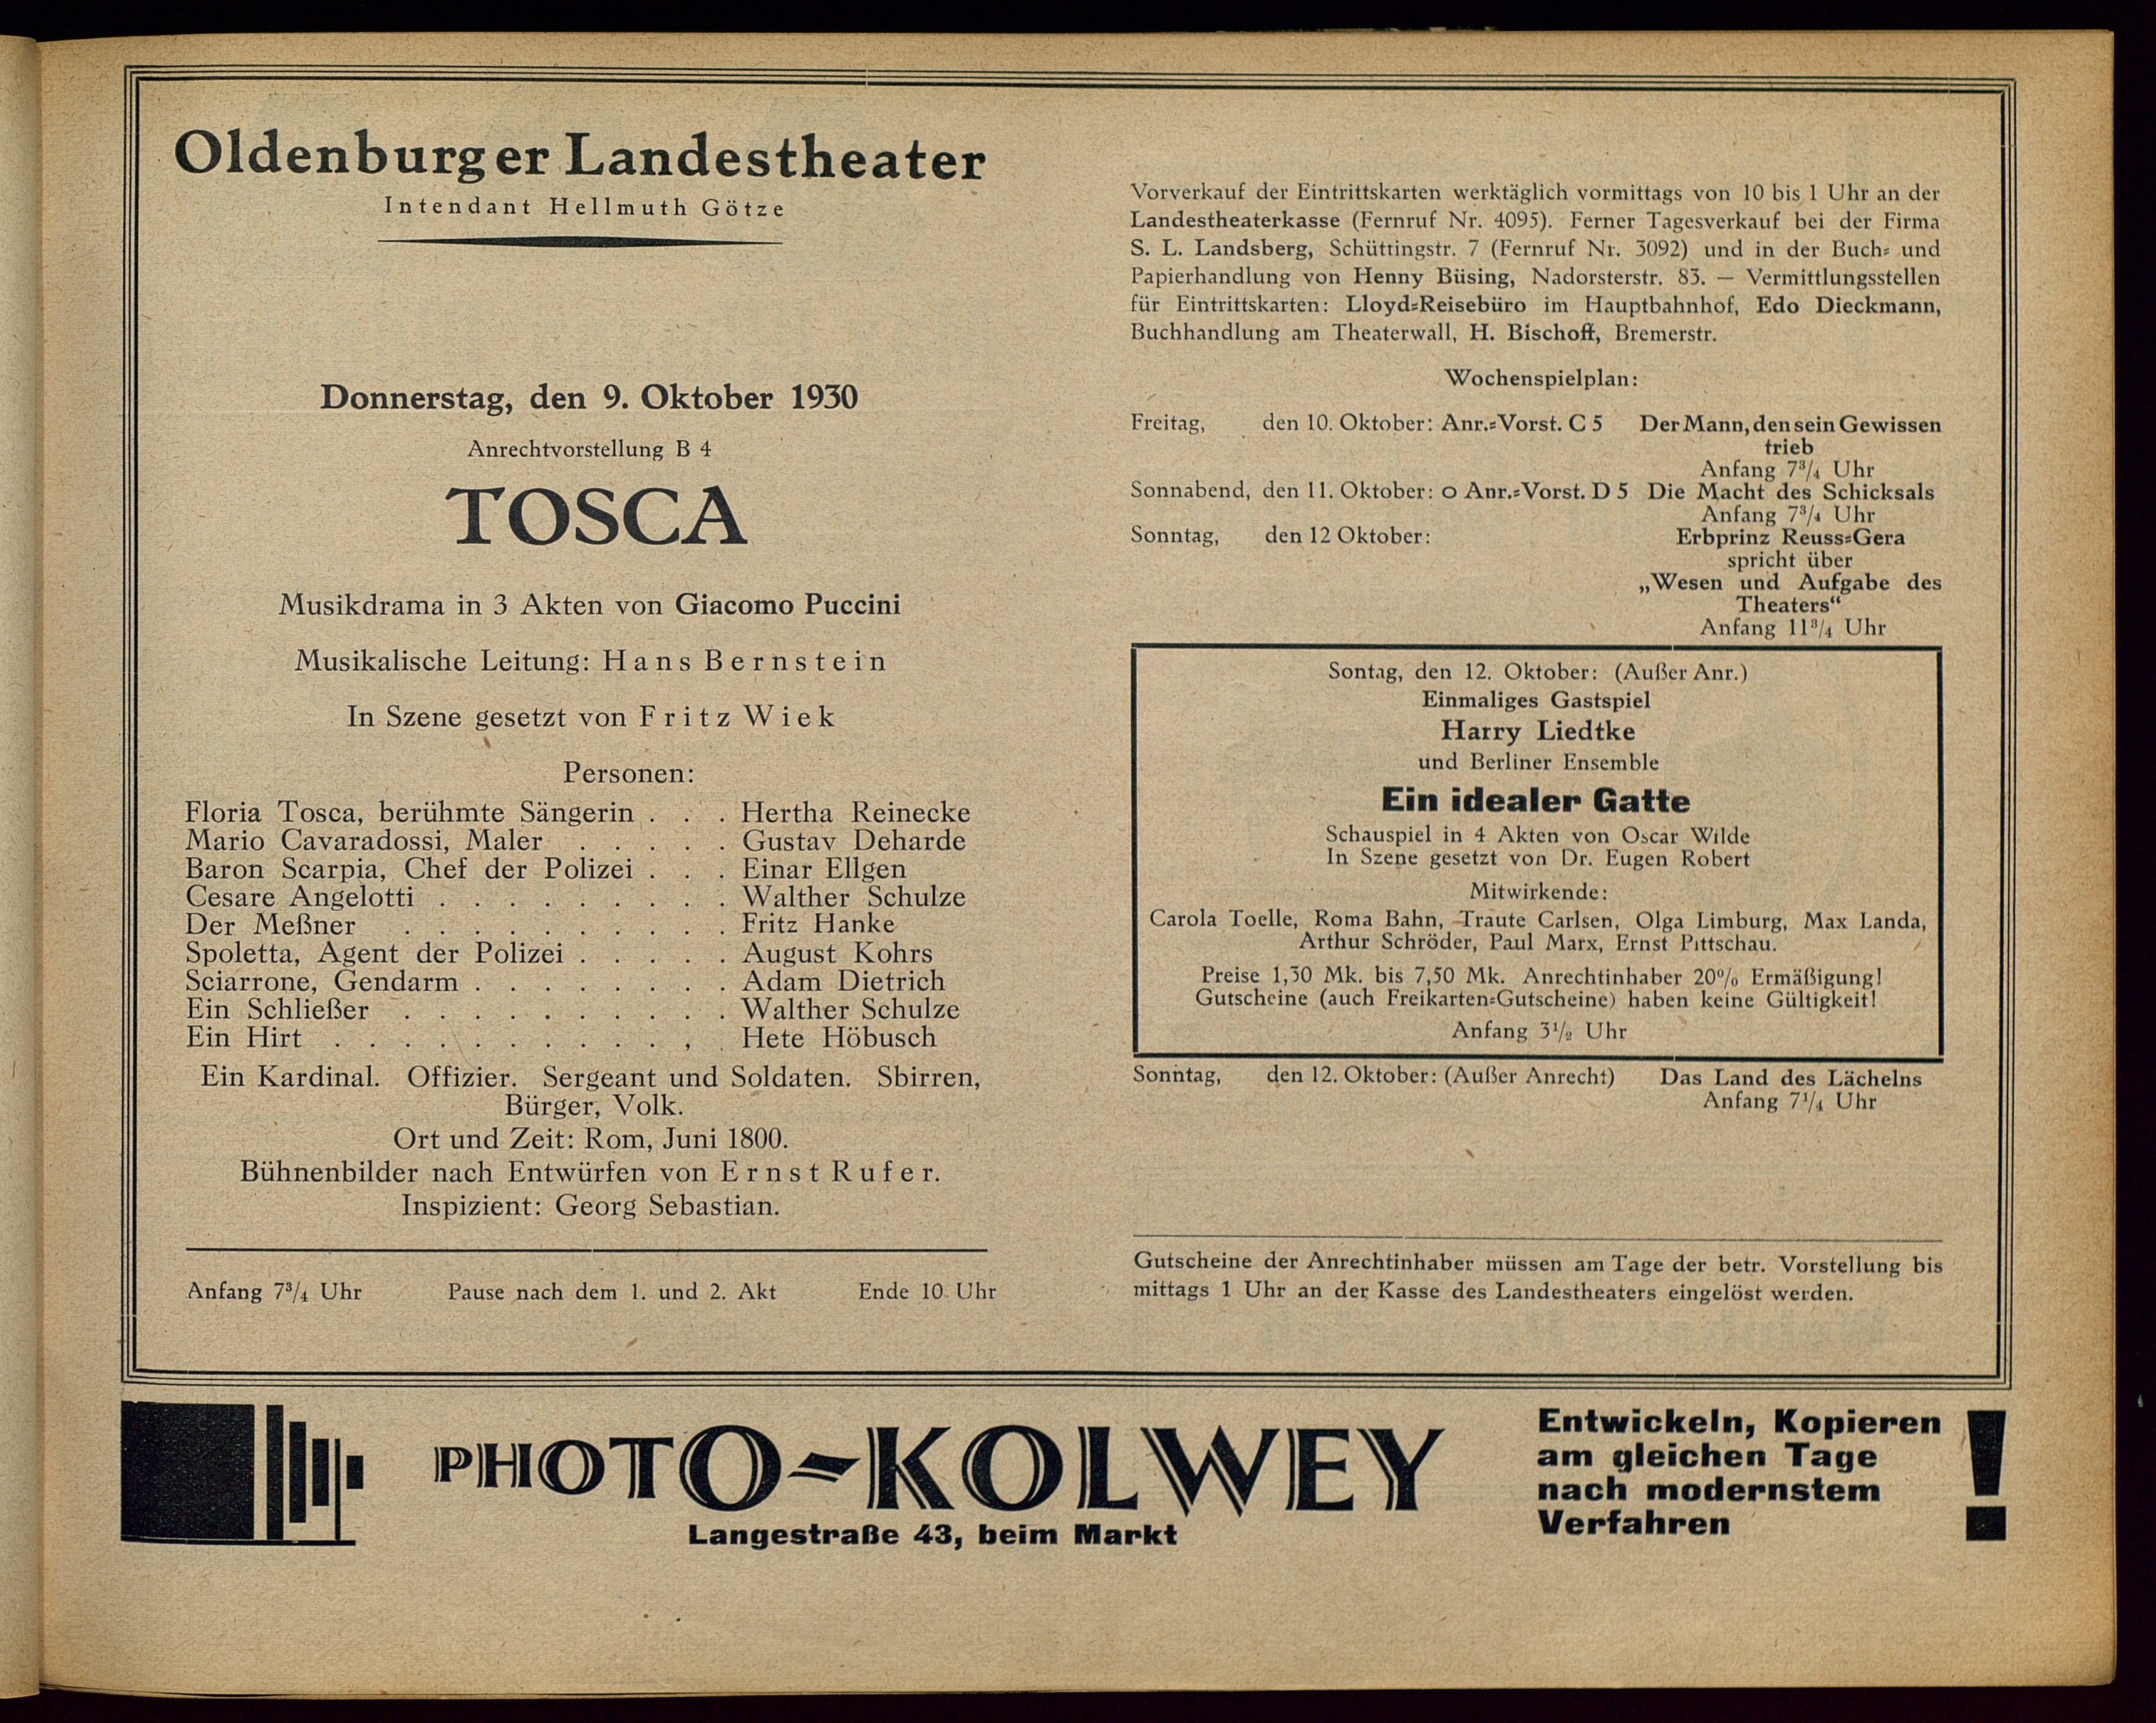 Oldenburger Landestheater
Intendant Hellmuth Götze
Donnerstag, den 9. Oktober 1930
Anrechtvorstellung B 4
TOSCA
Musikdrama in 3 Akten von Giacomo Puccini
Musikalische Leitung: Hans Bernstein
In Szene gesetzt von Fritz Wiek
Personen:
Floria Tosca, berühmte Sängerin . . . Hertha Reinecke
Mario Cavaradossi, Maler . . . . . Gustav Deharde
Baron Scarpia, Chef der Polizei . . . Einar Ellgen
Cesare Angelotti . . . . . . . . . Walther Schulze
Der Meßner . . . . . . . . . . Fritz Hanke
Spoletta, Agent der Polizei . . . . . August Kohrs
Sciarrone, Gendarm . . . . . . . . Adam Dietrich
Ein Schließer . . . . . . . . . . Walther Schulze
Ein Hirt . . . . . . . . . . , . Hete Höbusch
Ein Kardinal. Offizier. Sergeant und Soldaten. Sbirren,
Bürger, Volk.
Ort und Zeit: Rom, Juni 1800.
Bühnenbilder nach Entwürfen von Ernst Rufer.
Inspizient: Georg Sebastian.
Anfang 7³/₄ Uhr Pause nach dem 1. und 2. Akt Ende 10 Uhr
Vorverkauf der Eintrittskarten werktäglich vormittags von 10 bis 1 Uhr an der
Landestheaterkasse (Fernruf Nr. 4095). Ferner Tagesverkauf bei der Firma
S. L. Landsberg, Schüttingstr. 7 (Fernruf Nr. 3092) und in der Buch- und
Papierhandlung von Henny Büsing, Nadorsterstr. 83. — Vermittlungsstellen
für Eintrittskarten: Lloyd-Reisebüro im Hauptbahnhof, Edo Dieckmann,
Buchhandlung am Theaterwall, H. Bischoff, Bremerstr.
Wochenspielplan:
Freitag, den 10. Oktober: Anr.-Vorst. C 5 Der Mann, den sein Gewissen
trieb
Anfang 7³/₄ Uhr
Sonnabend, den 11. Oktober: o Anr.-Vorst. D 5 Die Macht des Schicksals
Anfang 7³/₄ Uhr
Sonntag, den 12 Oktober: Erbprinz Reuss-Gera
spricht über
„Wesen und Aufgabe des
Theaters“
Anfang 11³/₄ Uhr
Sontag, den 12. Oktober: (Außer Anr.)
Einmaliges Gastspiel
Harry Liedtke
und Berliner Ensemble
Ein idealer Gatte
Schauspiel in 4 Akten von Oscar Wilde
In Szene gesetzt von Dr. Eugen Robert
Mitwirkende:
Carola Toelle, Roma Bahn, Traute Carlsen, Olga Limburg, Max Landa,
Arthur Schröder, Paul Marx, Ernst Pittschau.
Preise 1,30 Mk. bis 7,50 Mk. Anrechtinhaber 20% Ermäßigung!
Gutscheine (auch Freikarten-Gutscheine) haben keine Gültigkeit!
Anfang 3¹/₂ Uhr
Sonntag, den 12. Oktober: (Außer Anrecht) Das Land des Lächelns
Anfang 7¹/₄ Uhr
Gutscheine der Anrechtinhaber müssen am Tage der betr. Vorstellung bis
mittags 1 Uhr an der Kasse des Landestheaters eingelöst werden.
PHOTO-KOLWEY
Langestraße 43, beim Markt
Entwickeln, Kopieren
am gleichen Tage
nach modernstem
Verfahren !